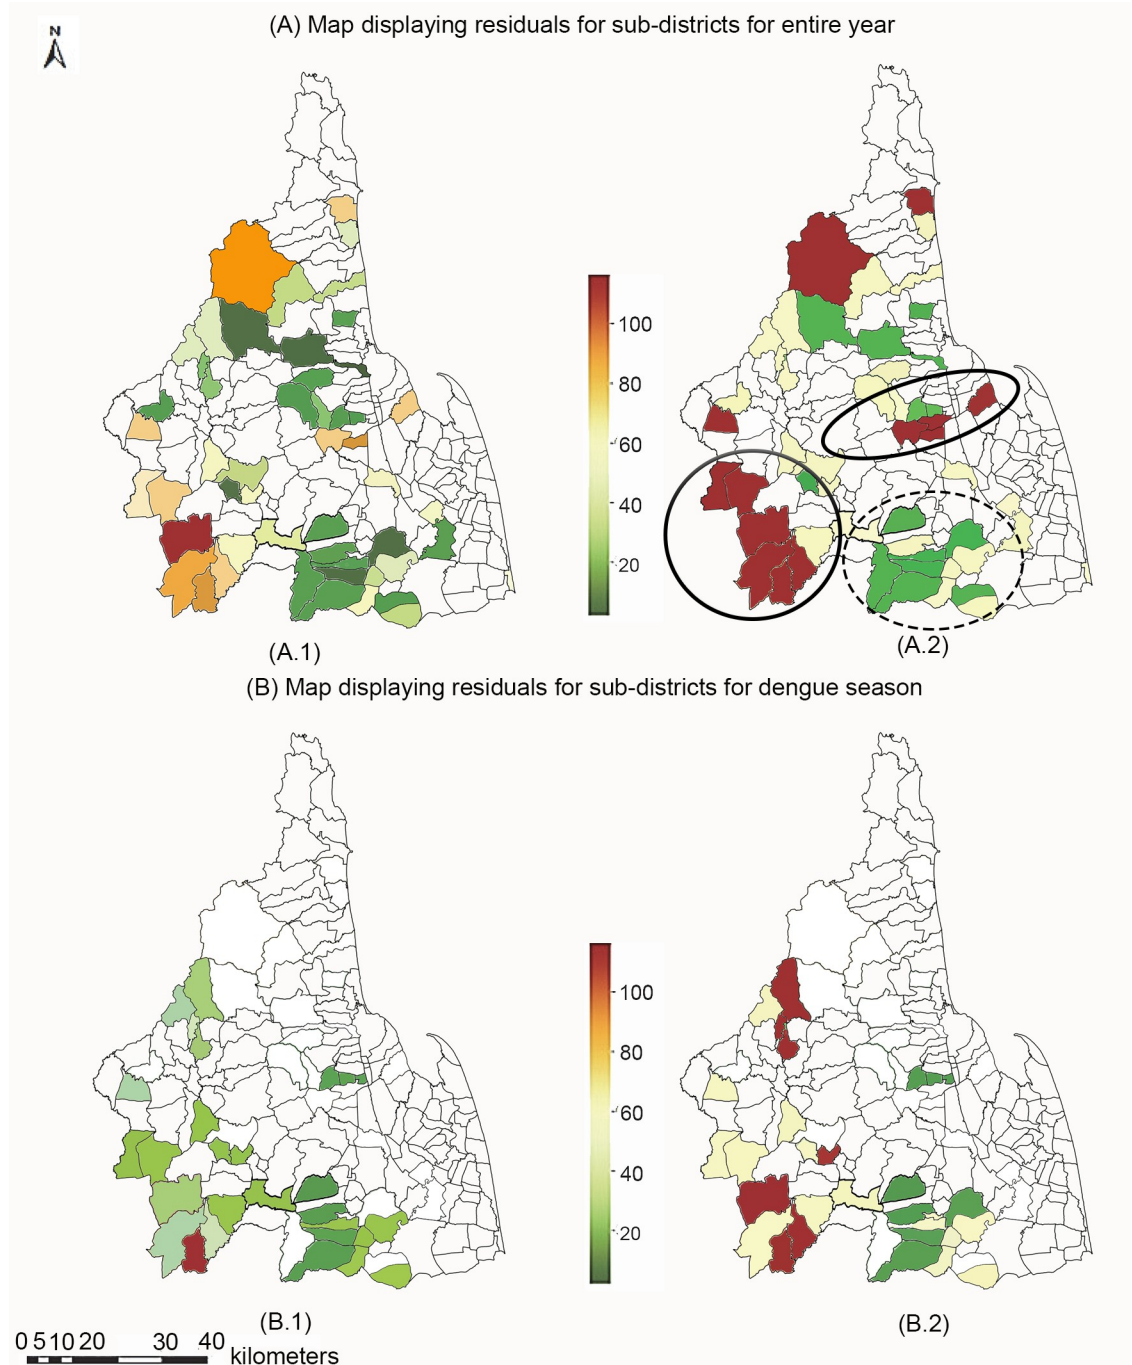 (A) Map displaying residuals for sub-districts for entire year
N
100
80
60
40
20
(A.1)
(A.2)
(B) Map displaying residuals for sub-districts for dengue season
100
80
60
40
20
(B.1)
(B.2)
0 5 10 20 30 40
kilometers